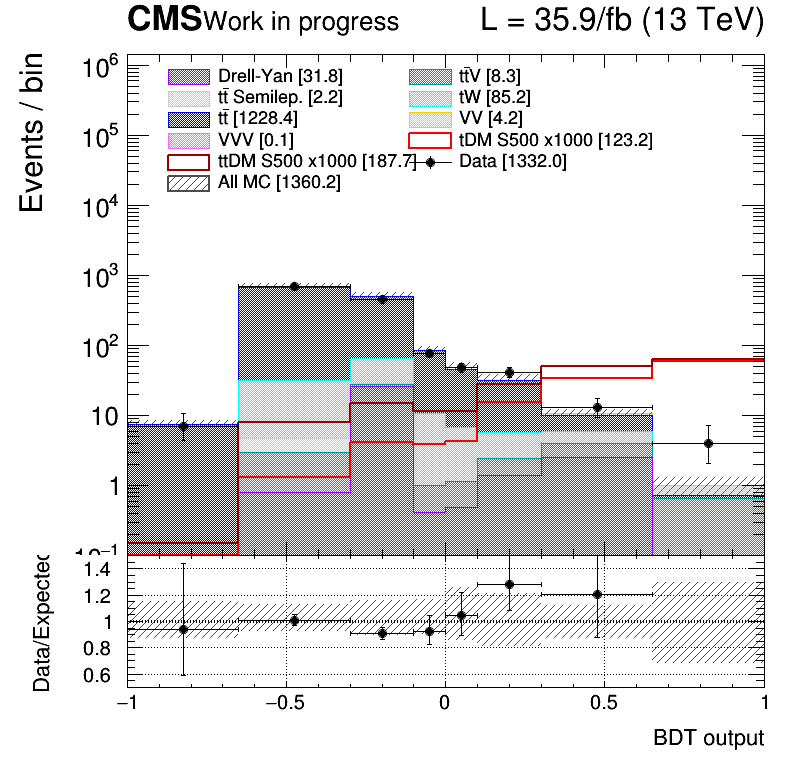 CMS Work in progress L = 35.9/fb (13 TeV)
Events / bin
10⁶
10⁵
10⁴
10³
10²
10
1
10⁻¹
Drell-Yan [31.8]
tt̄V [8.3]
tt̄ Semilep. [2.2]
tW [85.2]
tt̄ [1228.4]
VV [4.2]
VVV [0.1]
tDM S500 x1000 [123.2]
ttDM S500 x1000 [187.7]
Data [1332.0]
All MC [1360.2]
Data/Expected
1.4
1.2
1
0.8
0.6
−1 −0.5 0 0.5 1
BDT output